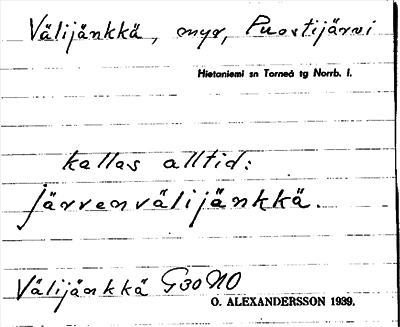 Välijänkkä, myr, Puostijärvi
Hietaniemi sn Torneå tg Norrb. l.
kallas alltid:
järvenvälijänkkä.
Välijänkkä G30 NO
O. ALEXANDERSSON 1939.